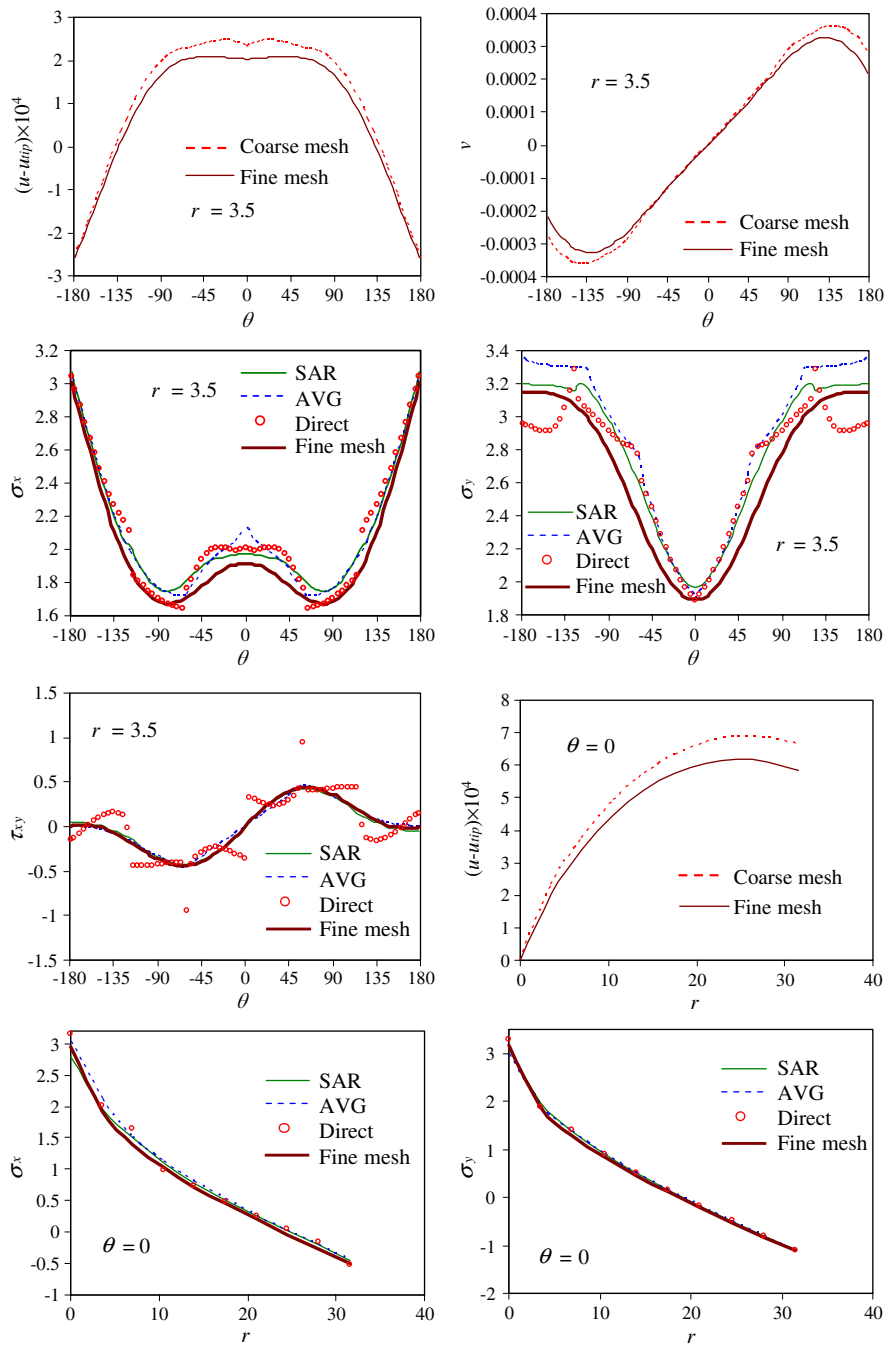 3
2
1
0
1
2
3
(u-utip)×10⁴
Coarse mesh
Fine mesh
r = 3.5
-180 -135 -90 -45 0 45 90 135 180
θ
0.0004
0.0003
0.0002
0.0001
0
-0.0001
-0.0002
-0.0003
-0.0004
v
r = 3.5
Coarse mesh
Fine mesh
-180 -135 -90 -45 0 45 90 135 180
θ
3.2
3
2.8
2.6
2.4
2.2
2
1.8
1.6
σx
r = 3.5
SAR
AVG
Direct
Fine mesh
-180 -135 -90 -45 0 45 90 135 180
θ
3.4
3.2
3
2.8
2.6
2.4
2.2
2
1.8
σy
SAR
AVG
Direct
Fine mesh
r = 3.5
-180 -135 -90 -45 0 45 90 135 180
θ
1.5
1
0.5
0
-0.5
-1
-1.5
τxy
r = 3.5
SAR
AVG
Direct
Fine mesh
-180 -135 -90 -45 0 45 90 135 180
θ
8
7
6
5
4
3
2
1
0
(u-utip)×10⁴
θ = 0
Coarse mesh
Fine mesh
0 10 20 30 40
r
3
2.5
2
1.5
1
0.5
0
-0.5
-1
σx
SAR
AVG
Direct
Fine mesh
θ = 0
0 10 20 30 40
r
3
2
1
0
-1
-2
σy
SAR
AVG
Direct
Fine mesh
θ = 0
0 10 20 30 40
r